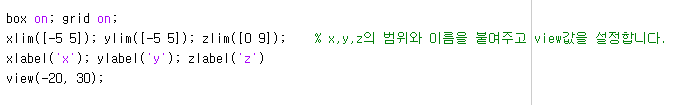 box on; grid on;
xlim([-5 5]); ylim([-5 5]); zlim([0 9]);    % x,y,z의 범위와 이름을 붙여주고 view값을 설정합니다.
xlabel('x'); ylabel('y'); zlabel('z')
view(-20, 30);